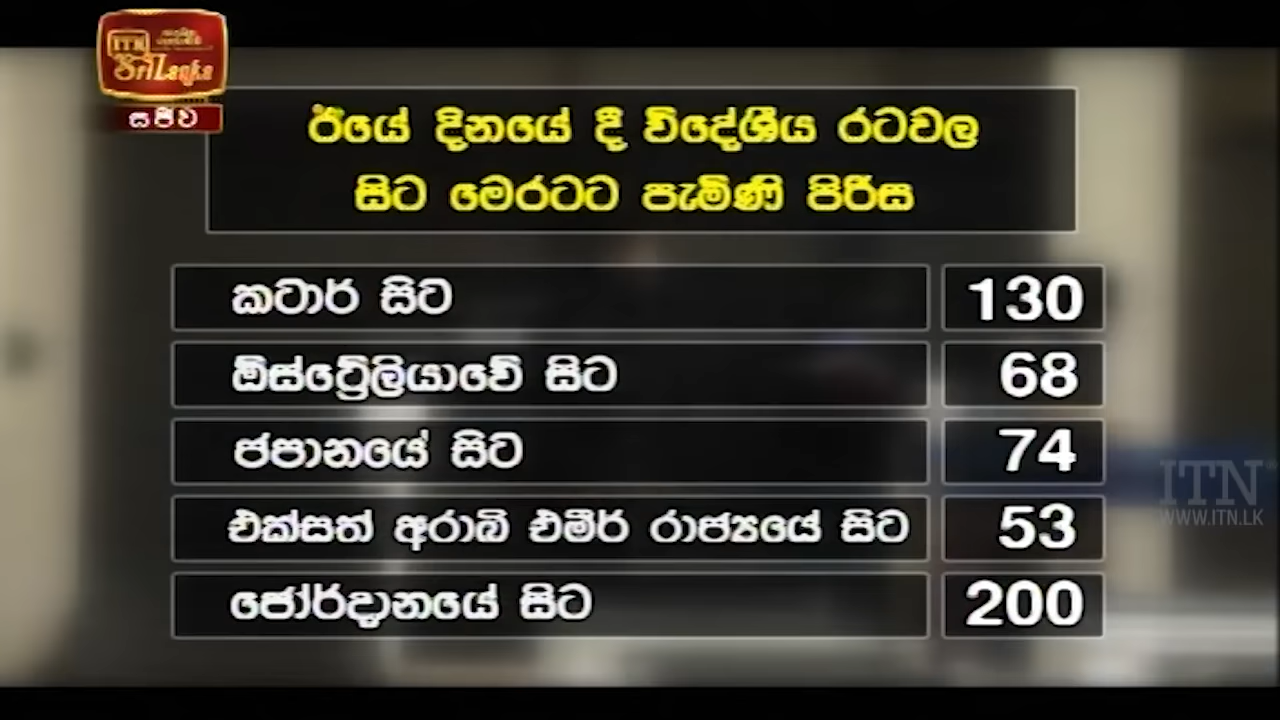 ITN
Sri Lanka
සජීව
ඊයේ දිනයේ දී විදේශීය රටවල
සිට මෙරටට පැමිණි පිරිස
කටාර් සිට 130
ඕස්ට්‍රේලියාවේ සිට 68
ජපානයේ සිට 74
එක්සත් අරාබි එමීර් රාජ්‍යයේ සිට 53
ජෝර්දානයේ සිට 200
ITN
WWW.ITN.LK